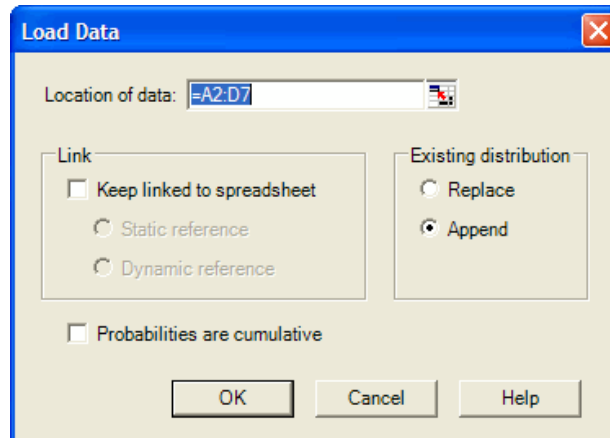 Load Data
Location of data: =A2:D7
Link
Keep linked to spreadsheet
Static reference
Dynamic reference
Existing distribution
Replace
Append
Probabilities are cumulative
OK Cancel Help